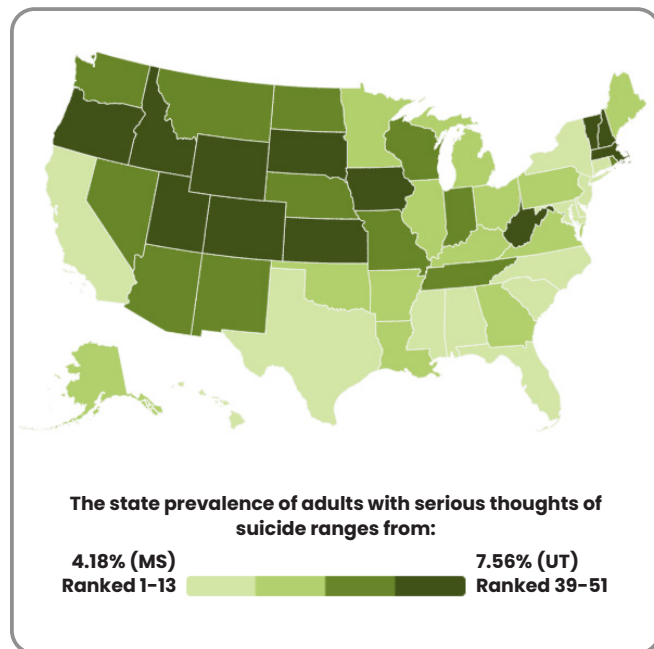 The state prevalence of adults with serious thoughts of
suicide ranges from:
4.18% (MS)
Ranked 1-13
7.56% (UT)
Ranked 39-51